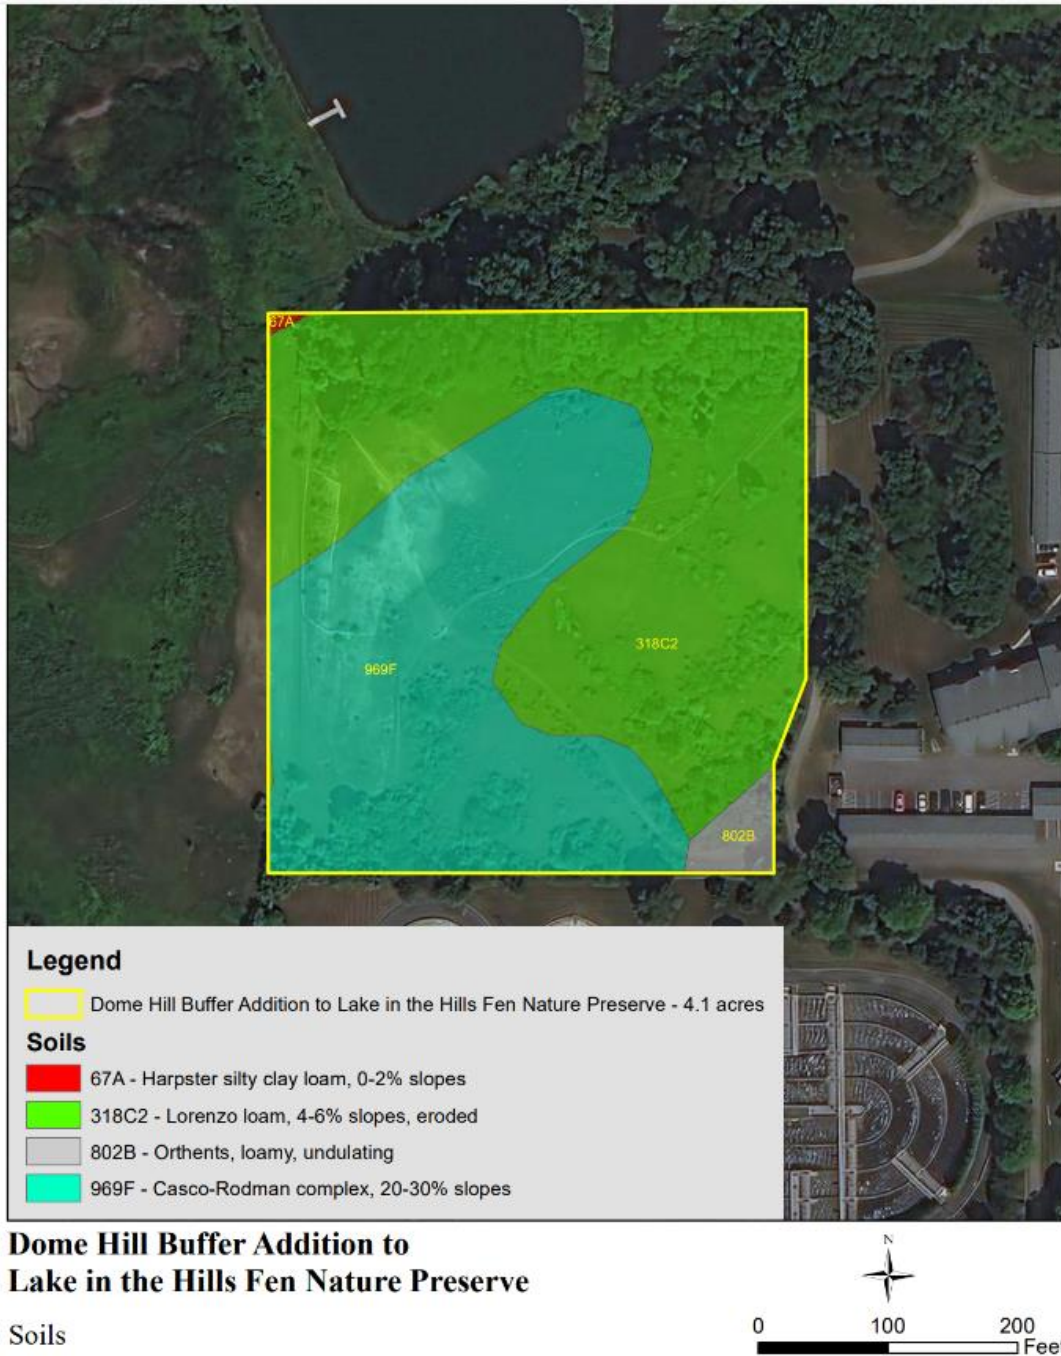 67A
318C2
969F
802B
Legend
Dome Hill Buffer Addition to Lake in the Hills Fen Nature Preserve - 4.1 acres
Soils
67A - Harpster silty clay loam, 0-2% slopes
318C2 - Lorenzo loam, 4-6% slopes, eroded
802B - Orthents, loamy, undulating
969F - Casco-Rodman complex, 20-30% slopes
Dome Hill Buffer Addition to
Lake in the Hills Fen Nature Preserve
N
Soils
0 100 200
Fee